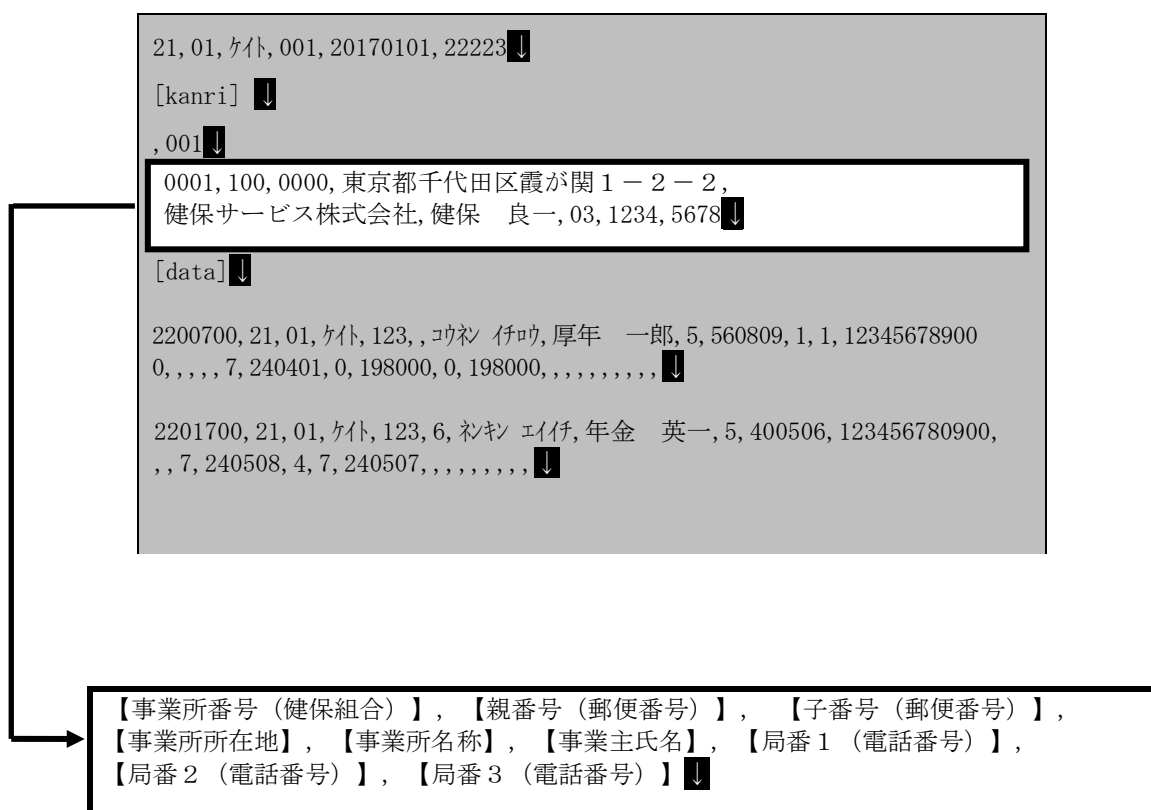 21,01,ｹｲﾄ,001,20170101,22223↓
[kanri] ↓
,001↓
0001,100,0000,東京都千代田区霞が関１－２－２,
健保サービス株式会社,健保　良一,03,1234,5678↓
[data]↓
2200700,21,01,ｹｲﾄ,123,,ｺｳﾈﾝ ｲﾁﾛｳ,厚年　一郎,5,560809,1,1,12345678900
0,,,,,7,240401,0,198000,0,198000,,,,,,,,,,↓
2201700,21,01,ｹｲﾄ,123,6,ﾈﾝｷﾝ ｴｲｲﾁ,年金　英一,5,400506,123456780900,
,,7,240508,4,7,240507,,,,,,,,,↓
【事業所番号（健保組合）】,【親番号（郵便番号）】,　【子番号（郵便番号）】,
【事業所所在地】,【事業所名称】,【事業主氏名】,【局番１（電話番号）】,
【局番２（電話番号）】,【局番３（電話番号）】↓